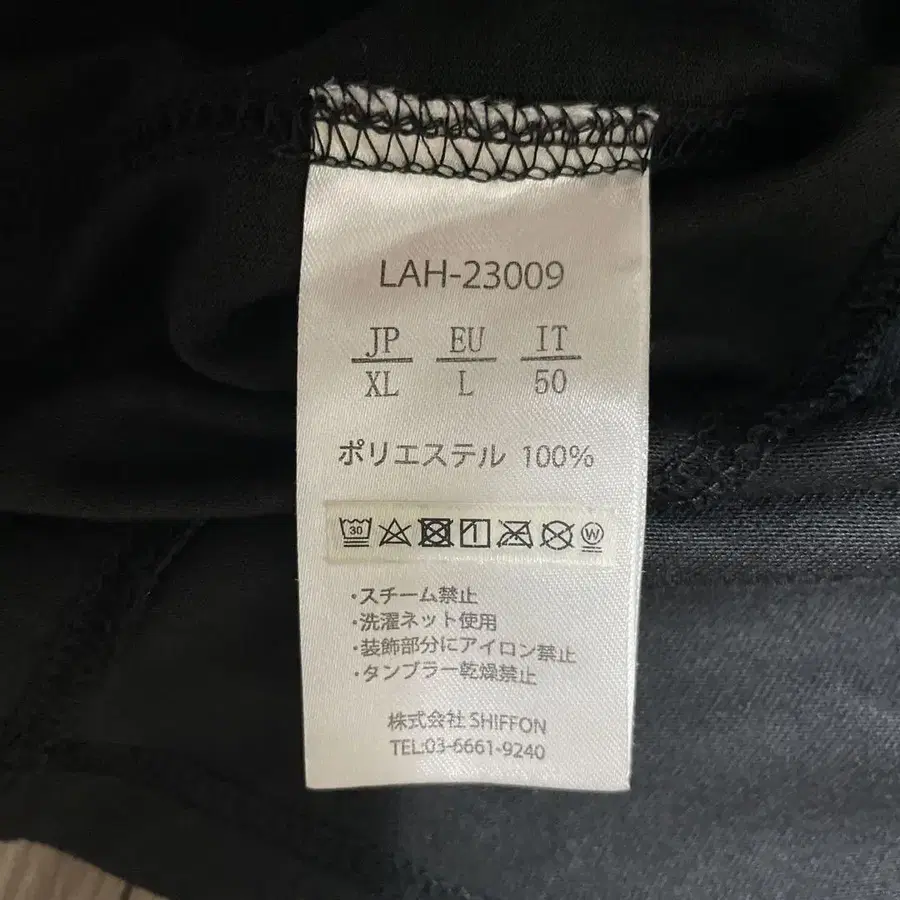 LAH-23009
JP EU IT
XL L 50
ポリエステル 100%
30 W
・スチーム禁止
・洗濯ネット使用
・装飾部分にアイロン禁止
・タンブラー乾燥禁止
株式会社 SHIFFON
TEL:03-6661-9240